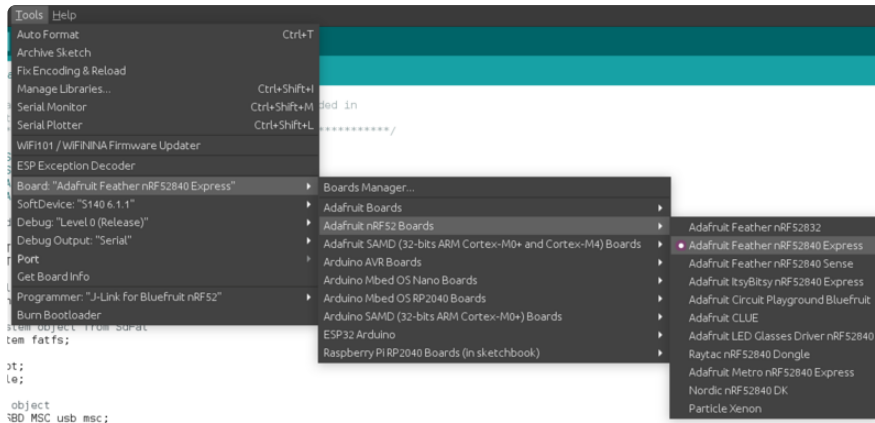 Tools Help
Auto Format Ctrl+T
Archive Sketch
Fix Encoding & Reload
Manage Libraries... Ctrl+Shift+I
Serial Monitor Ctrl+Shift+M
Serial Plotter Ctrl+Shift+L
WiFi101 / WiFiNINA Firmware Updater
ESP Exception Decoder
Board: "Adafruit Feather nRF52840 Express"
SoftDevice: "S140 6.1.1"
Debug: "Level 0 (Release)"
Debug Output: "Serial"
Port
Get Board Info
Programmer: "J-Link for Bluefruit nRF52"
Burn Bootloader
ded in
***********/
Boards Manager...
Adafruit Boards
Adafruit nRF52 Boards
Adafruit SAMD (32-bits ARM Cortex-M0+ and Cortex-M4) Boards
Arduino AVR Boards
Arduino Mbed OS Nano Boards
Arduino Mbed OS RP2040 Boards
Arduino SAMD (32-bits ARM Cortex-M0+) Boards
ESP32 Arduino
Raspberry Pi RP2040 Boards (in sketchbook)
Adafruit Feather nRF52832
Adafruit Feather nRF52840 Express
Adafruit Feather nRF52840 Sense
Adafruit ItsyBitsy nRF52840 Express
Adafruit Circuit Playground Bluefruit
Adafruit CLUE
Adafruit LED Glasses Driver nRF52840
Raytac nRF52840 Dongle
Adafruit Metro nRF52840 Express
Nordic nRF52840 DK
Particle Xenon
stem object from SdFat
tem fatfs;
ot;
le;
object
SBD_MSC usb_msc;